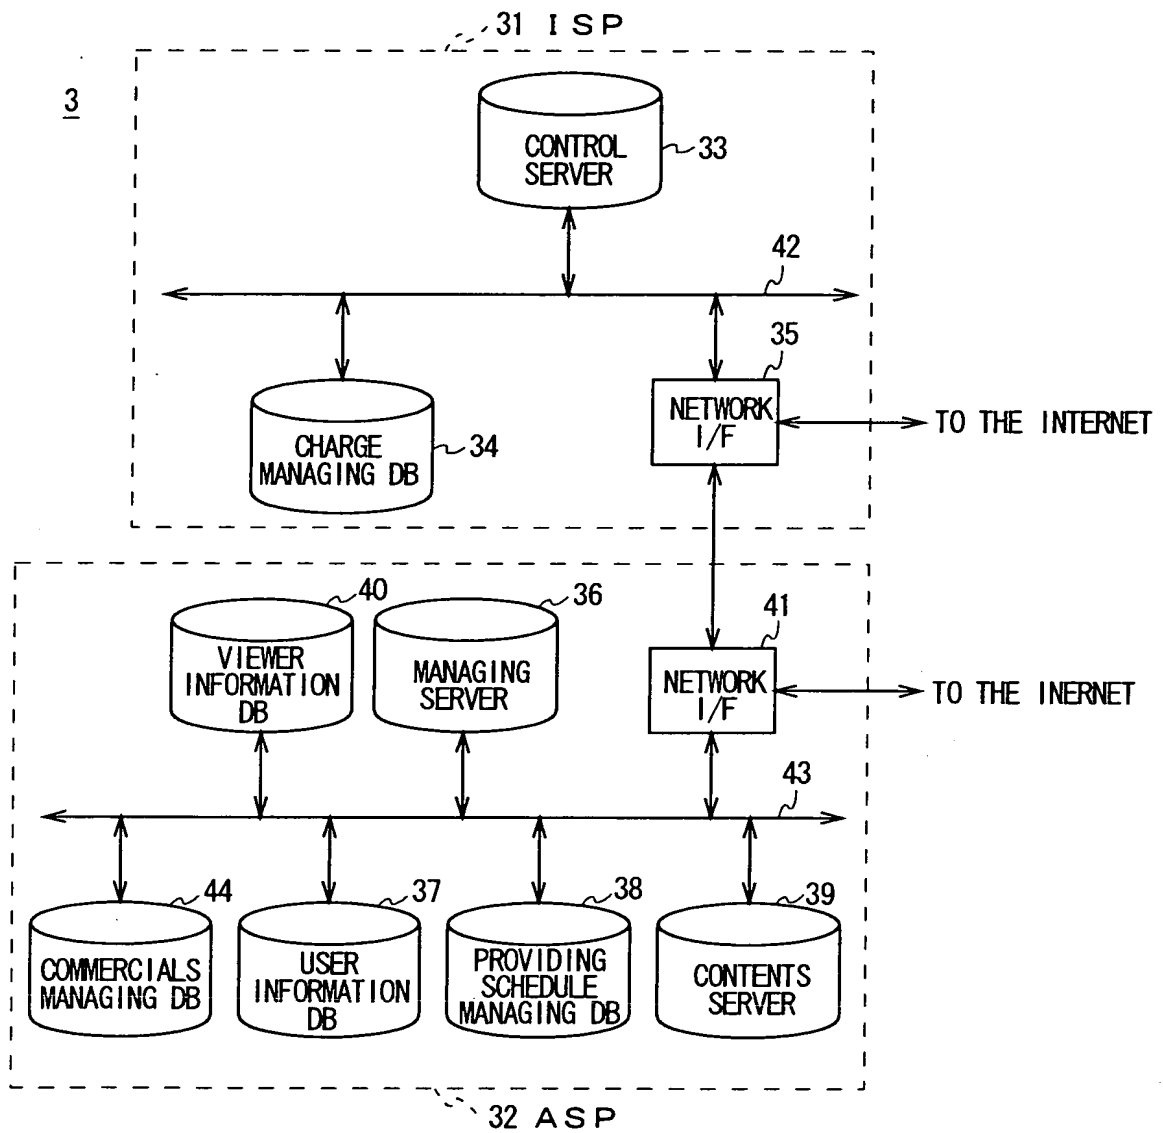 31 ISP
3
CONTROL
SERVER
33
42
35
NETWORK
I/F
TO THE INTERNET
CHARGE
MANAGING DB
34
40
36
41
VIEWER
INFORMATION
DB
MANAGING
SERVER
NETWORK
I/F
TO THE INERNET
43
44
37
38
39
COMMERCIALS
MANAGING DB
USER
INFORMATION
DB
PROVIDING
SCHEDULE
MANAGING DB
CONTENTS
SERVER
32 ASP